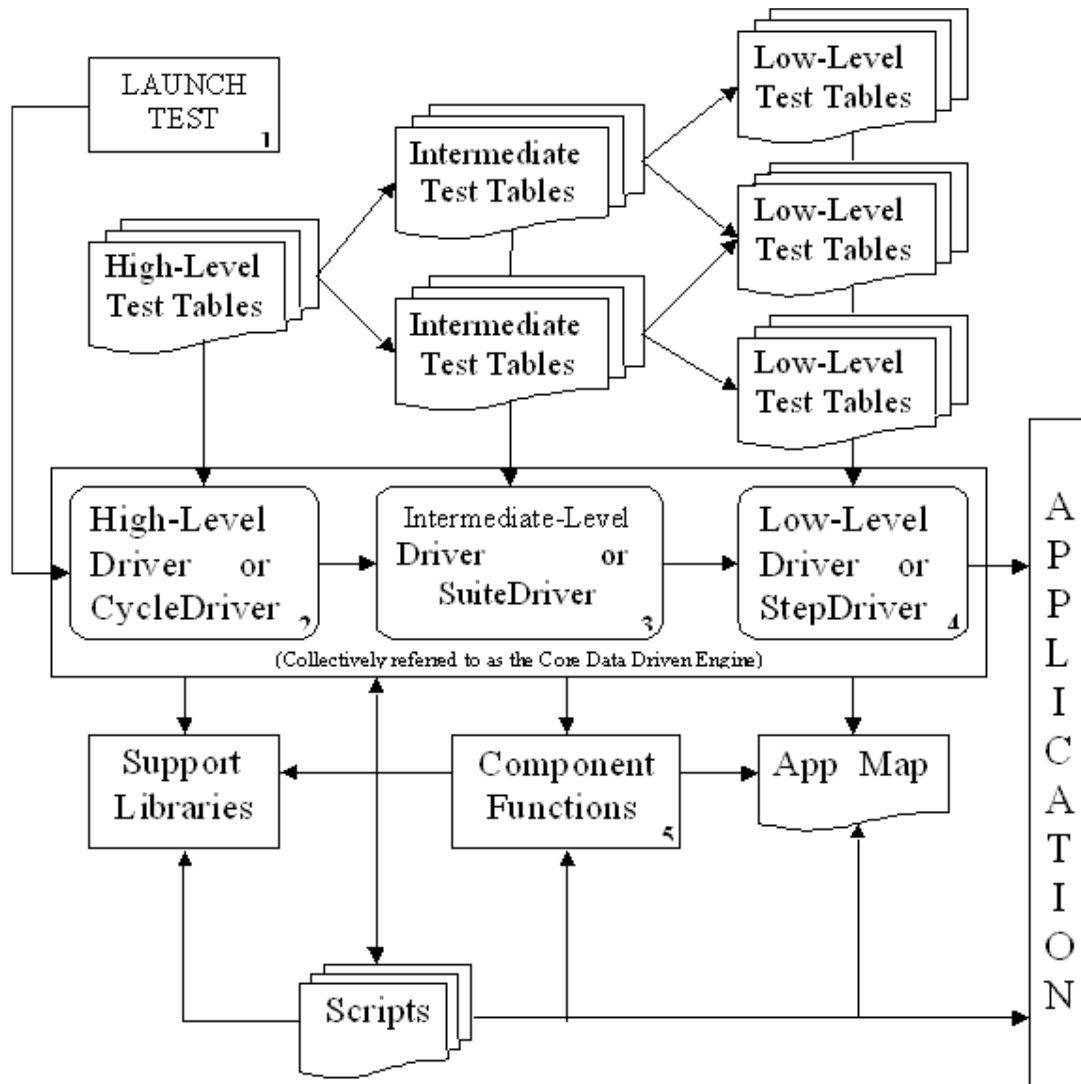 LAUNCH
TEST
1
High-Level
Test Tables
Intermediate
Test Tables
Intermediate
Test Tables
Low-Level
Test Tables
Low-Level
Test Tables
Low-Level
Test Tables
High-Level
Driver or
CycleDriver
2
Intermediate-Level
Driver or
SuiteDriver
3
Low-Level
Driver or
StepDriver
4
(Collectively referred to as the Core Data Driven Engine)
Support
Libraries
Component
Functions
5
App Map
Scripts
A
P
P
L
I
C
A
T
I
O
N